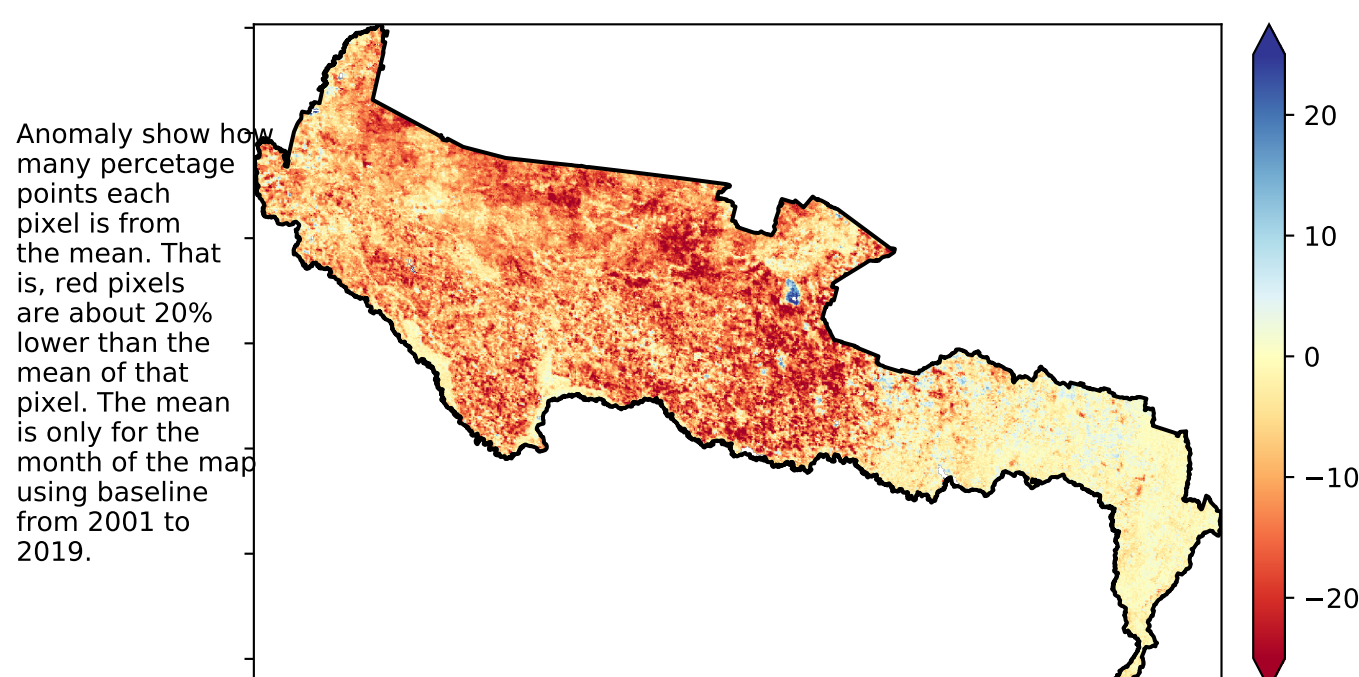 Anomaly show how
many percetage
points each
pixel is from
the mean. That
is, red pixels
are about 20%
lower than the
mean of that
pixel. The mean
is only for the
month of the map
using baseline
from 2001 to
2019.
20
10
0
−10
−20